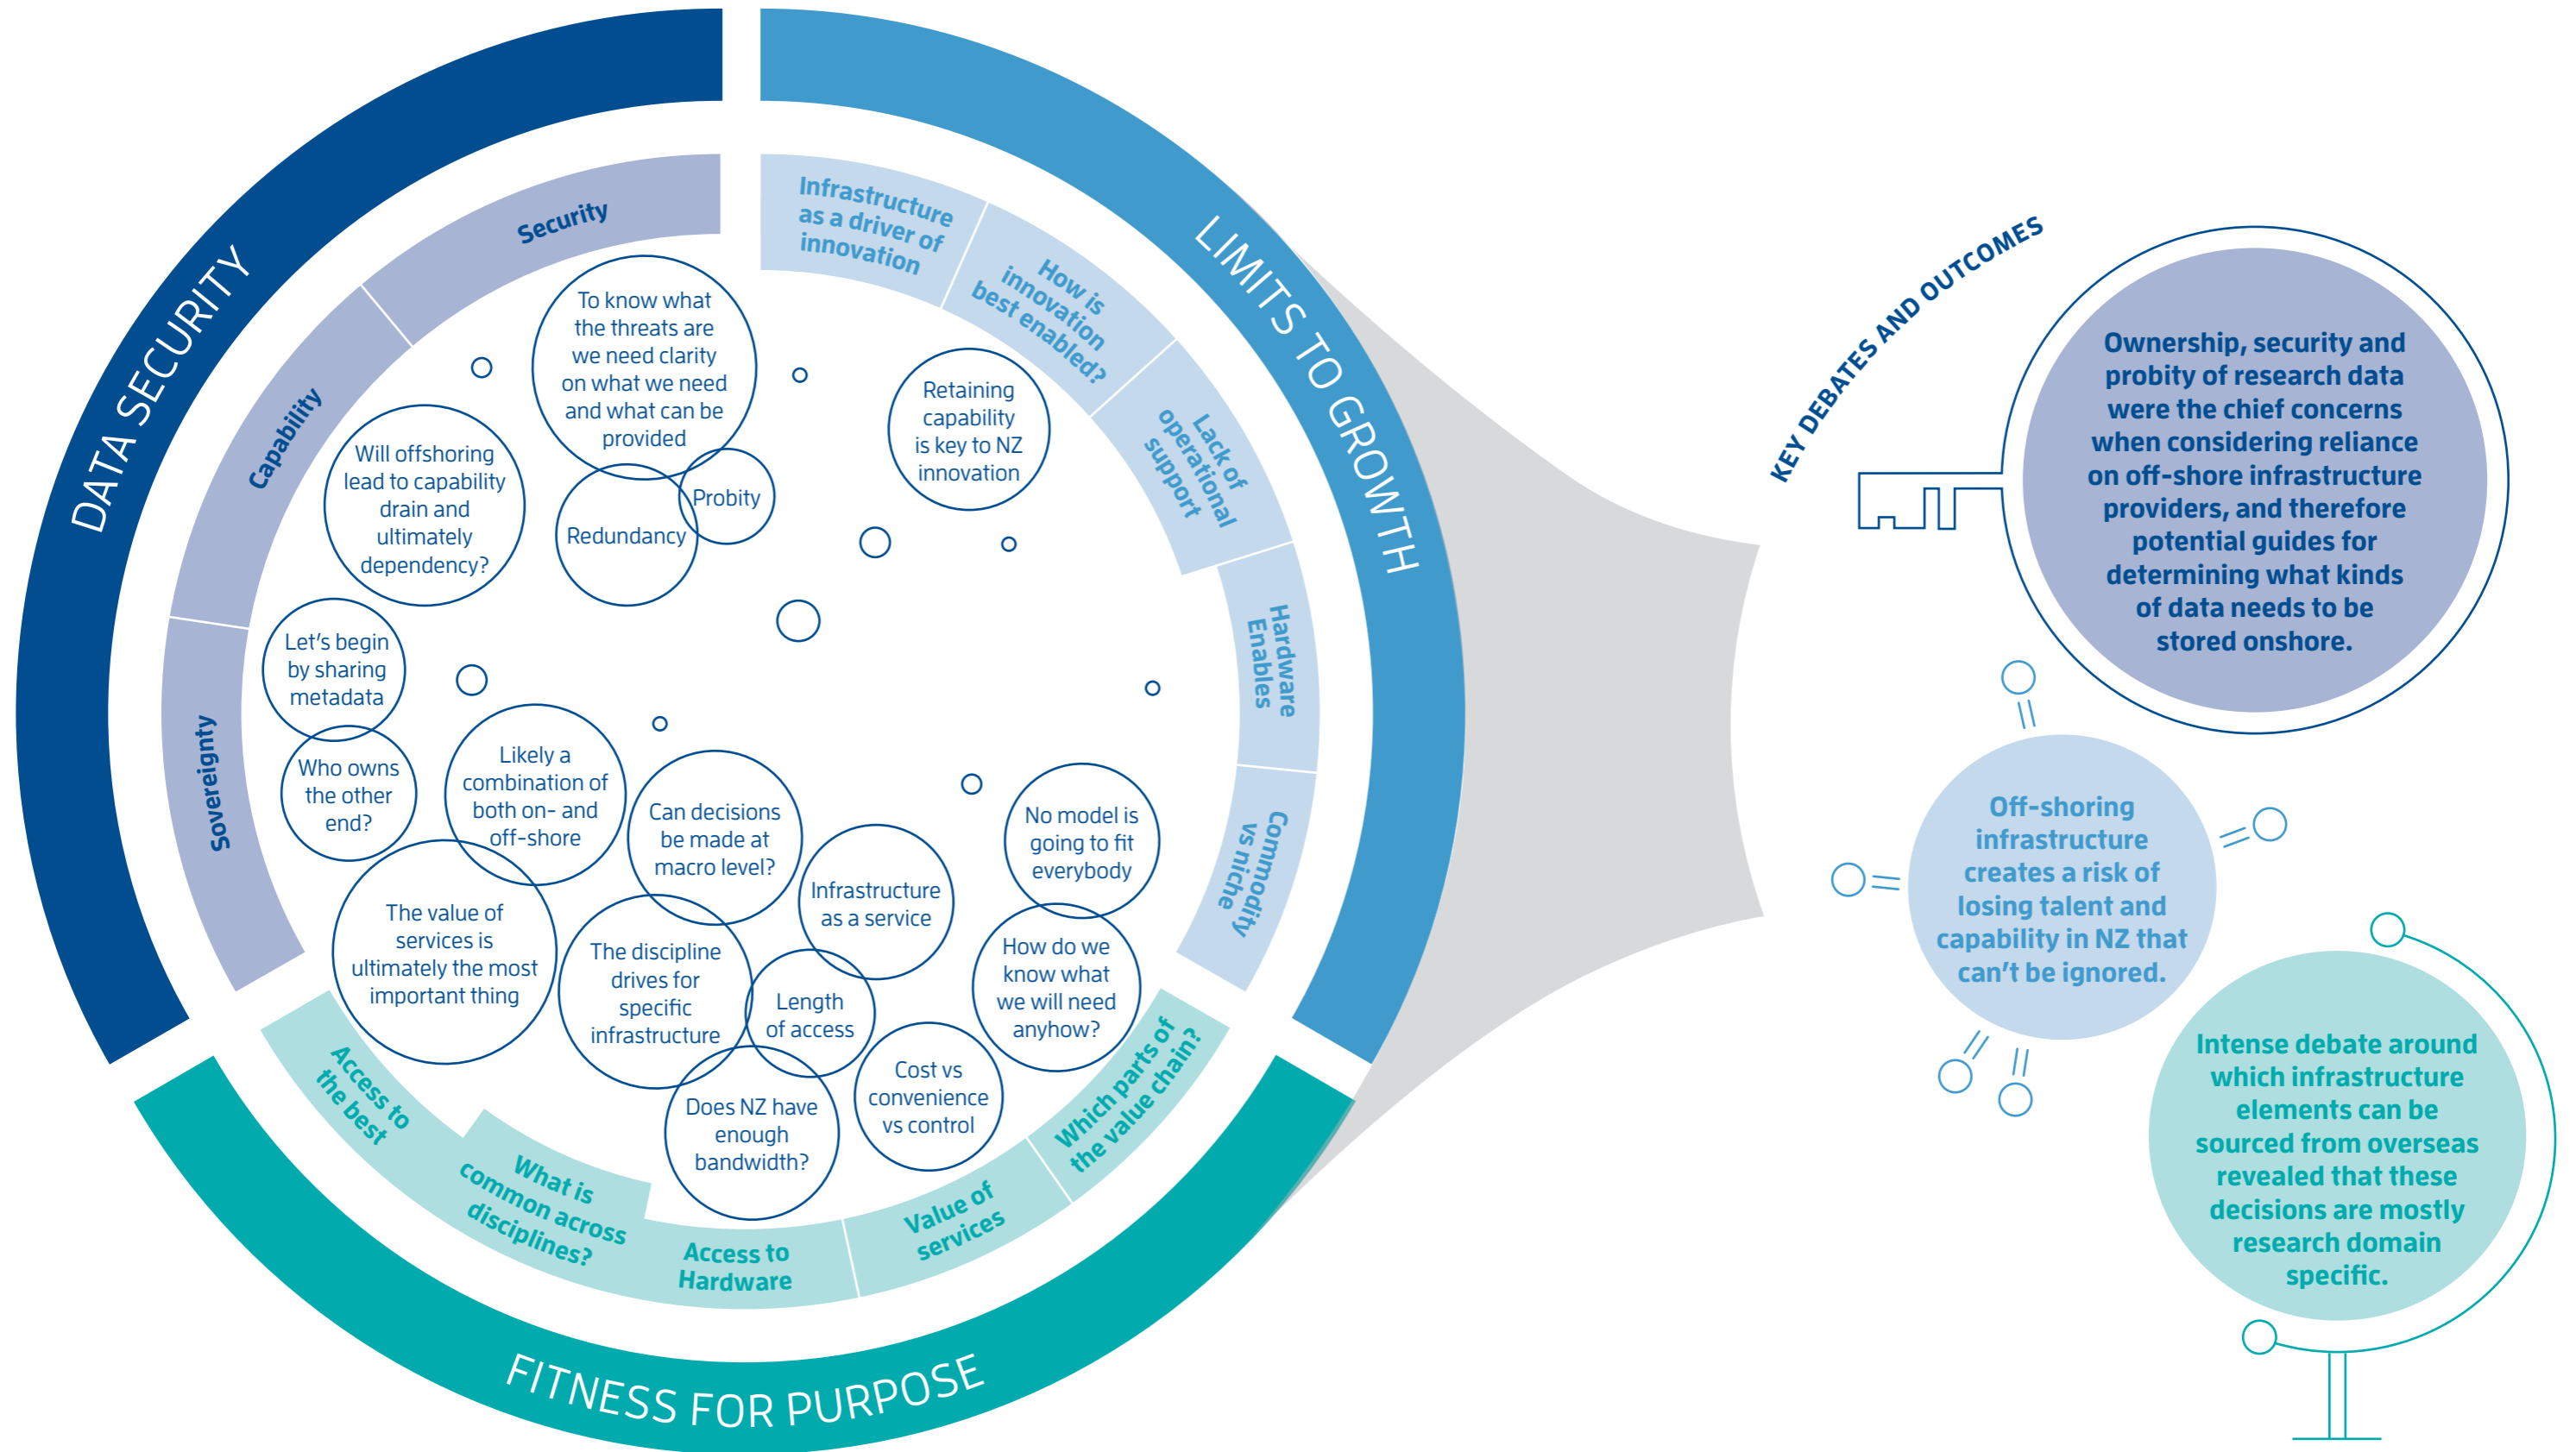 DATA SECURITY
Security
Capability
Sovereignty
LIMITS TO GROWTH
Infrastructure
as a driver of
innovation
How is
innovation
best enabled?
Lack of
operational
support
Hardware
Enables
Commodity
vs niche
FITNESS FOR PURPOSE
Access to
the best
What is
common across
disciplines?
Access to
Hardware
Value of
services
Which parts of
the value chain?
To know what
the threats are
we need clarity
on what we need
and what can be
provided
Will offshoring
lead to capability
drain and
ultimately
dependency?
Redundancy
Probity
Retaining
capability
is key to NZ
innovation
Let's begin
by sharing
metadata
Who owns
the other
end?
Likely a
combination of
both on- and
off-shore
Can decisions
be made at
macro level?
Infrastructure
as a service
No model is
going to fit
everybody
The value of
services is
ultimately the most
important thing
The discipline
drives for
specific
infrastructure
Length
of access
How do we
know what
we will need
anyhow?
Cost vs
convenience
vs control
Does NZ have
enough
bandwidth?
KEY DEBATES AND OUTCOMES
Ownership, security and
probity of research data
were the chief concerns
when considering reliance
on off-shore infrastructure
providers, and therefore
potential guides for
determining what kinds
of data needs to be
stored onshore.
Off-shoring
infrastructure
creates a risk of
losing talent and
capability in NZ that
can't be ignored.
Intense debate around
which infrastructure
elements can be
sourced from overseas
revealed that these
decisions are mostly
research domain
specific.